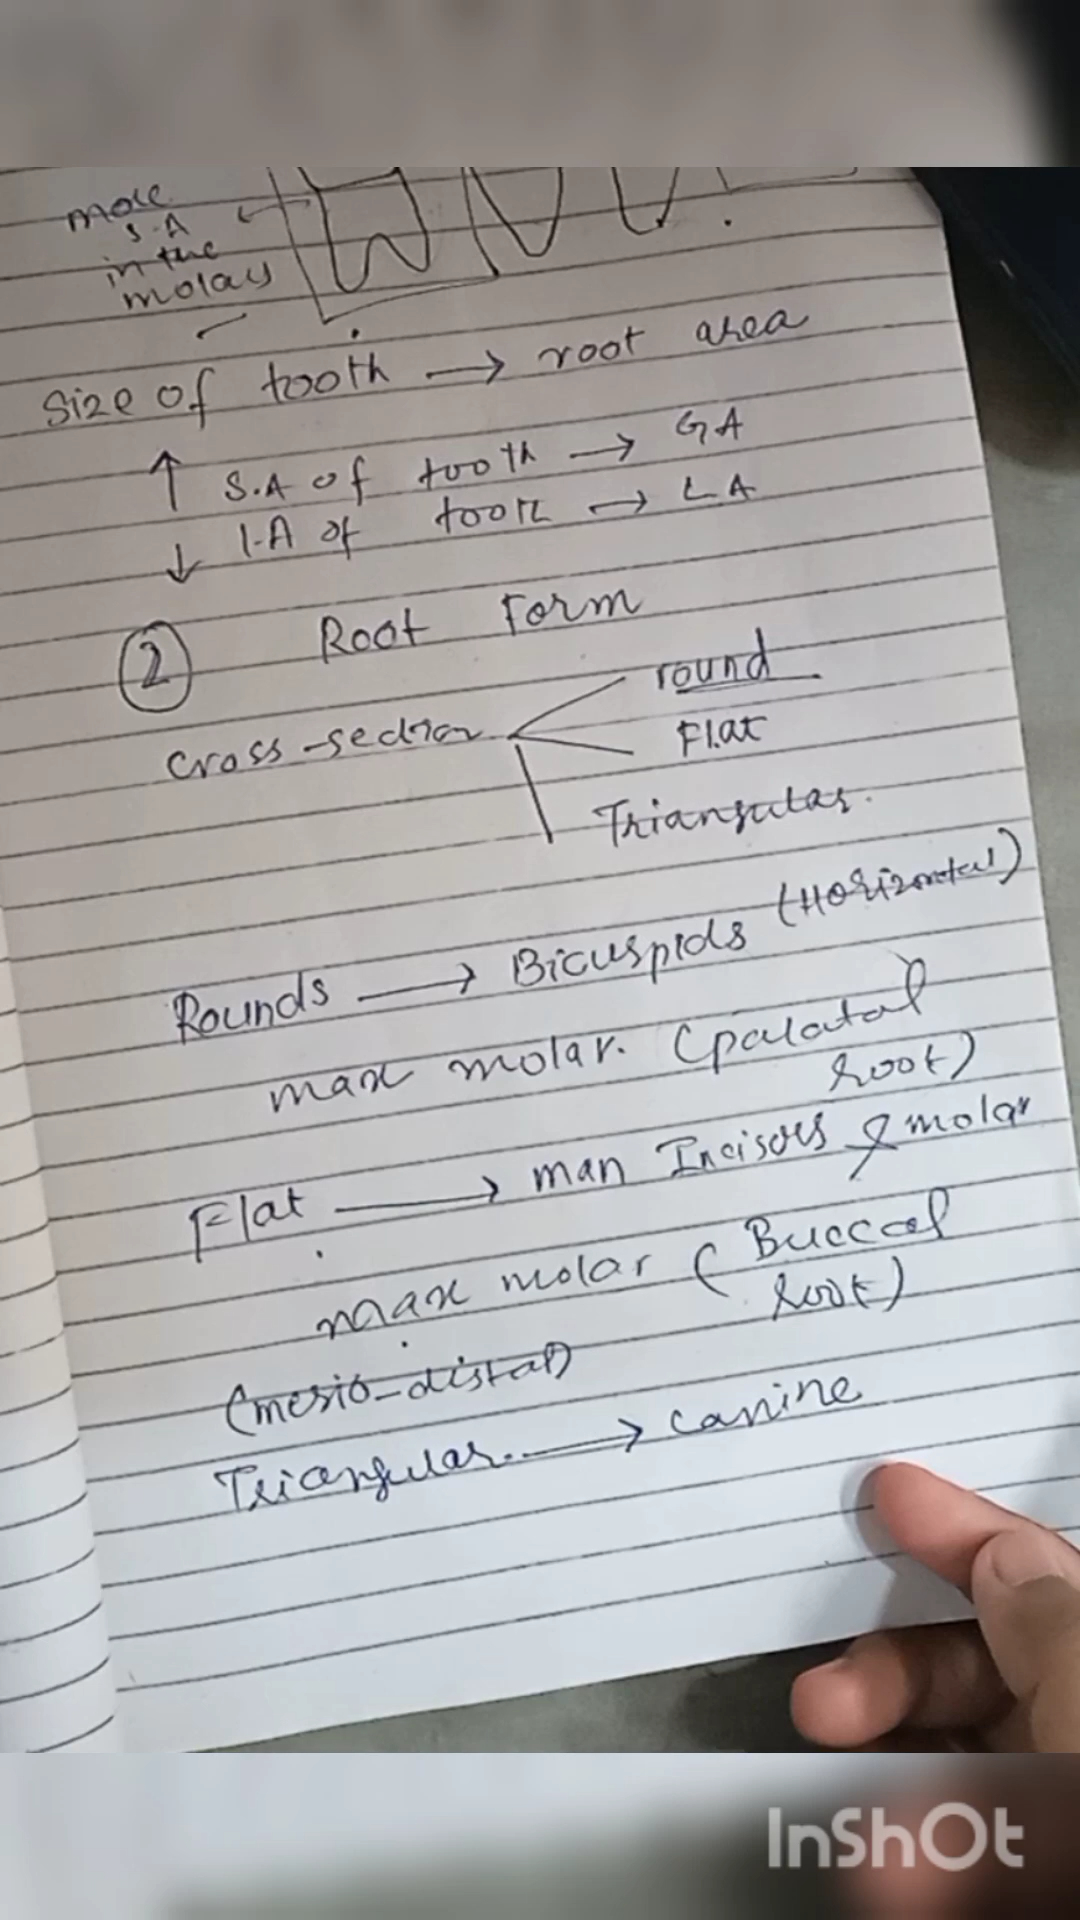 more
S.A
in the
molars
Size of tooth → root area
↑ S.A of tooth → GA
↓ S.A of tooth → LA
② Root Form
Cross-section
round
Flat
Triangular.
Rounds → Bicuspids (Horizontal)
max molar. (palatal
root)
Flat → man Incisors & molar
max molar (Buccal
root)
(mesio-distal)
Triangular. → canine
InShOt